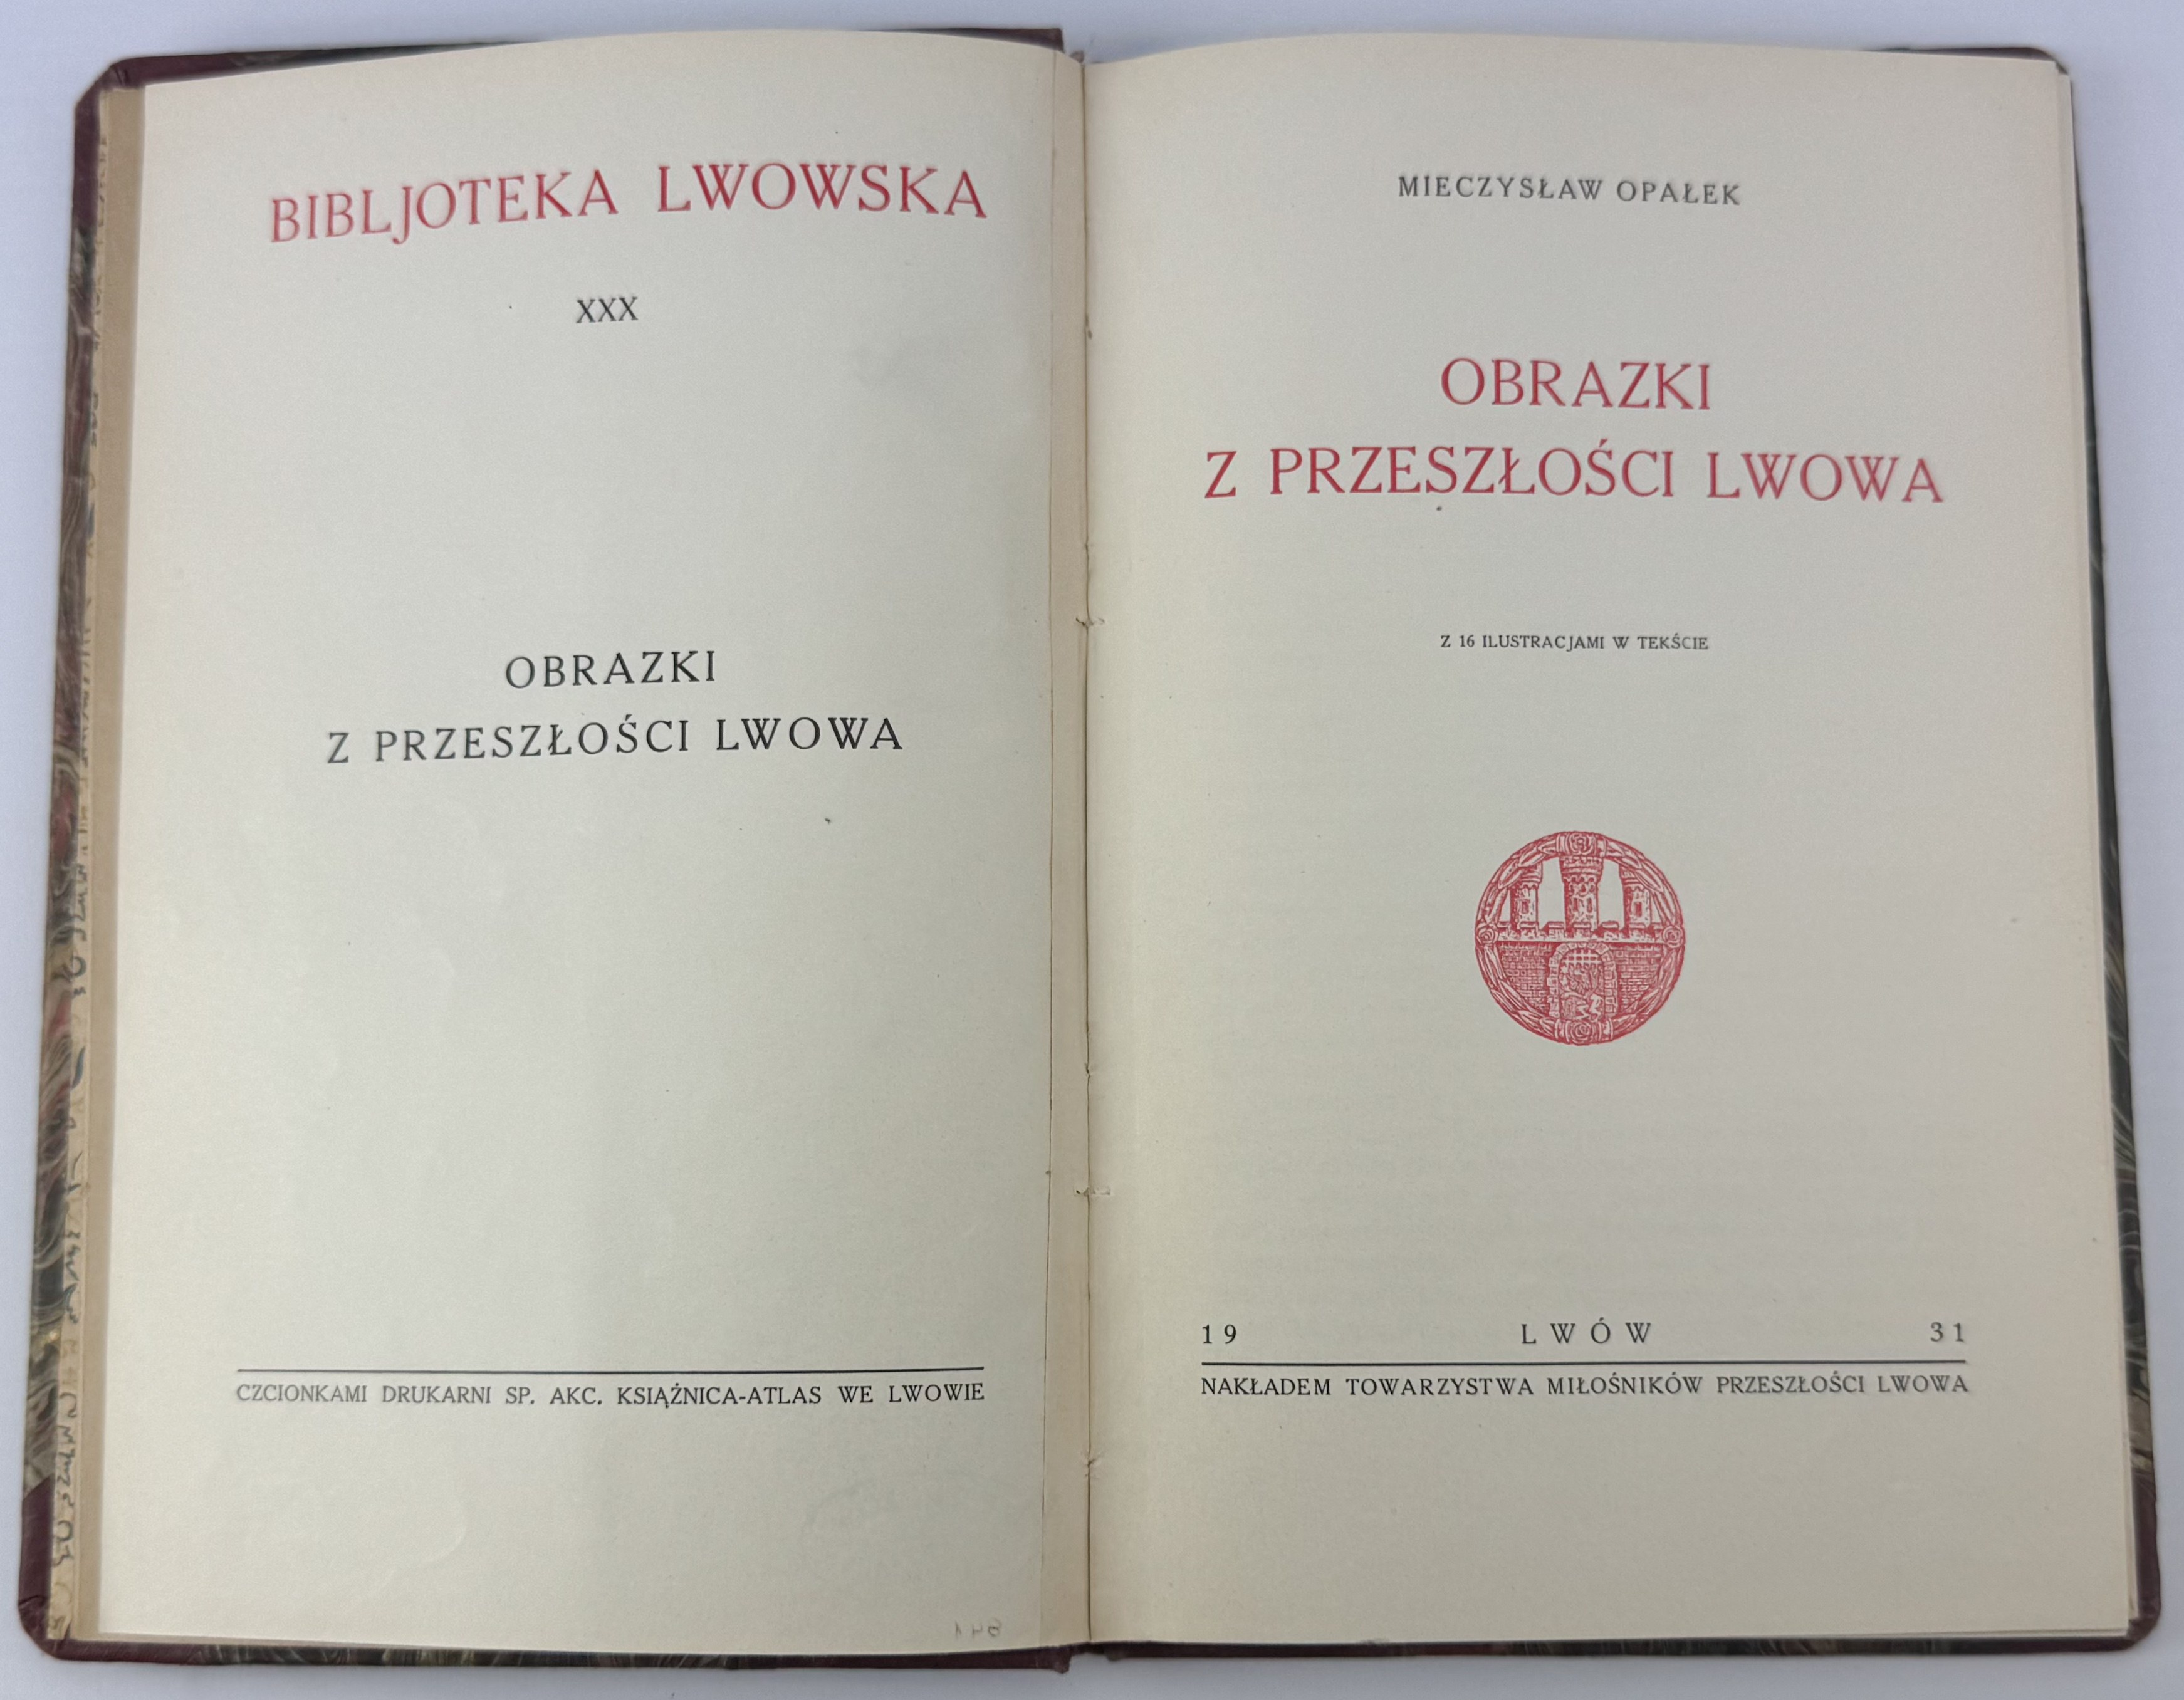 BIBLJOTEKA LWOWSKA
XXX
OBRAZKI
Z PRZESZŁOŚCI LWOWA
CZCIONKAMI DRUKARNI SP. AKC. KSIĄŻNICA-ATLAS WE LWOWIE
MIECZYSŁAW OPAŁEK
OBRAZKI
Z PRZESZŁOŚCI LWOWA
Z 16 ILUSTRACJAMI W TEKŚCIE
19 LWÓW 31
NAKŁADEM TOWARZYSTWA MIŁOŚNIKÓW PRZESZŁOŚCI LWOWA